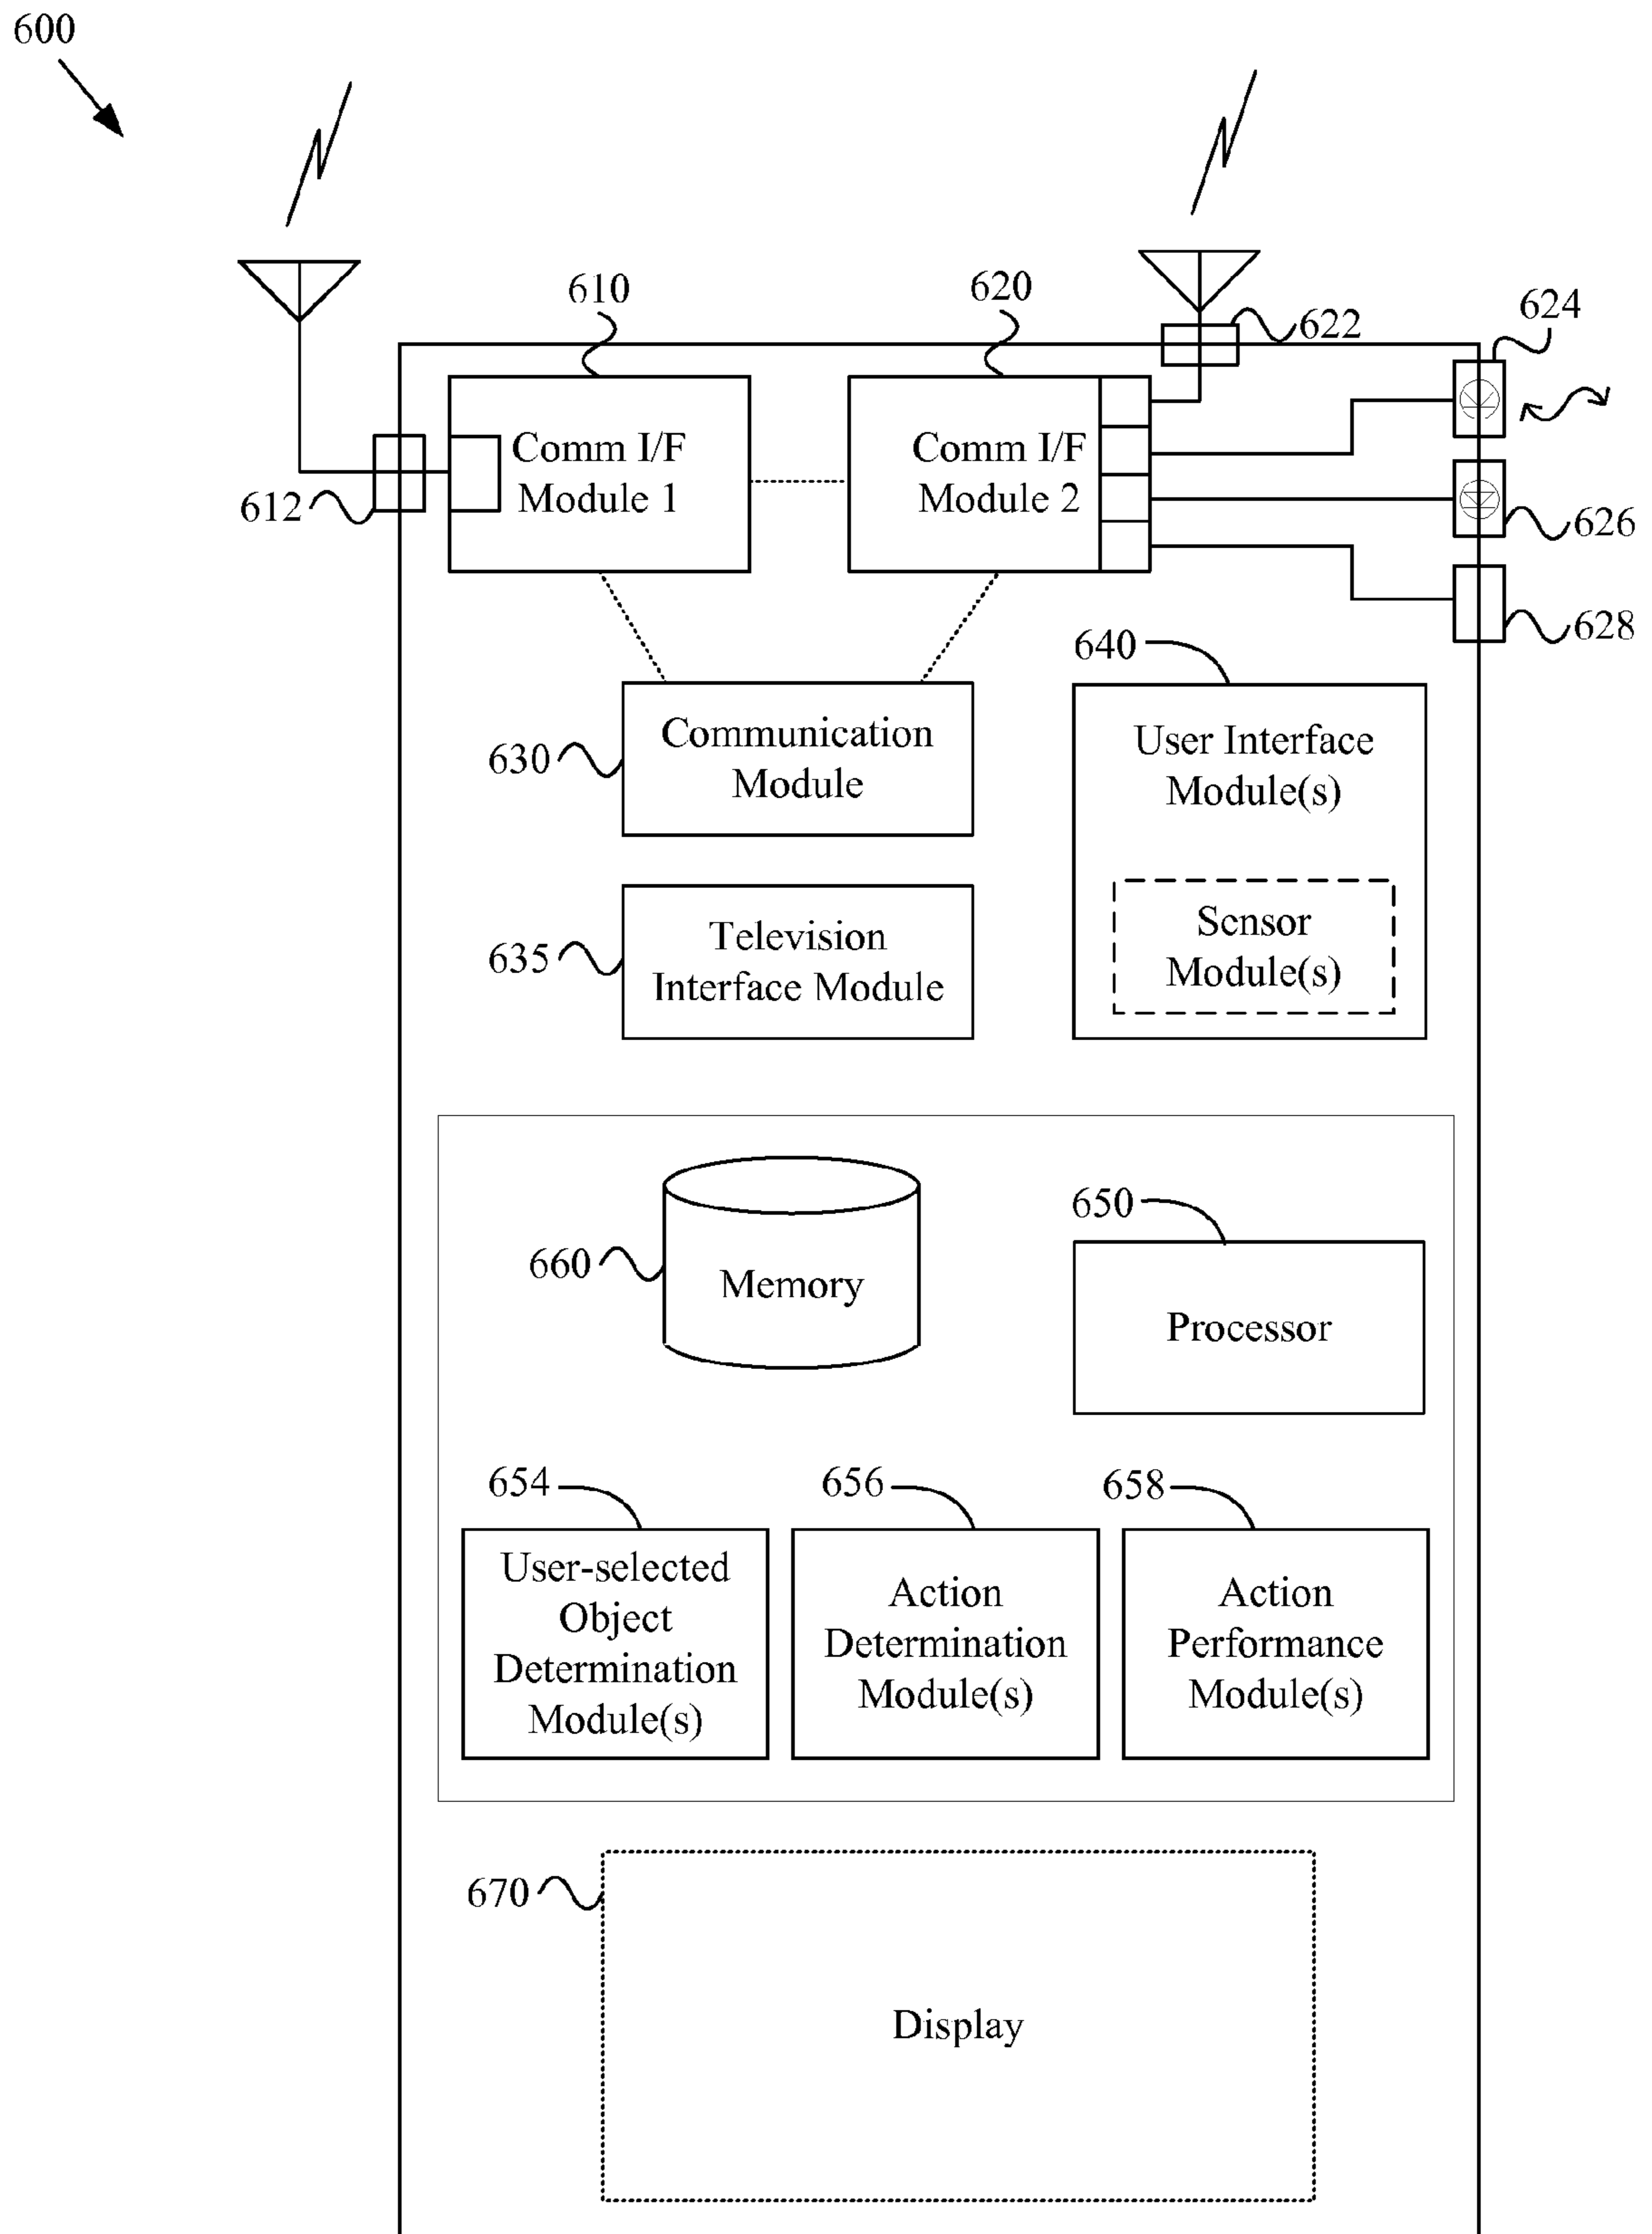 600
610
620
622
624
Comm I/F
Module 1
Comm I/F
Module 2
612
626
628
640
630
Communication
Module
User Interface
Module(s)
635
Television
Interface Module
Sensor
Module(s)
660
Memory
650
Processor
654
656
658
User-selected
Object
Determination
Module(s)
Action
Determination
Module(s)
Action
Performance
Module(s)
670
Display